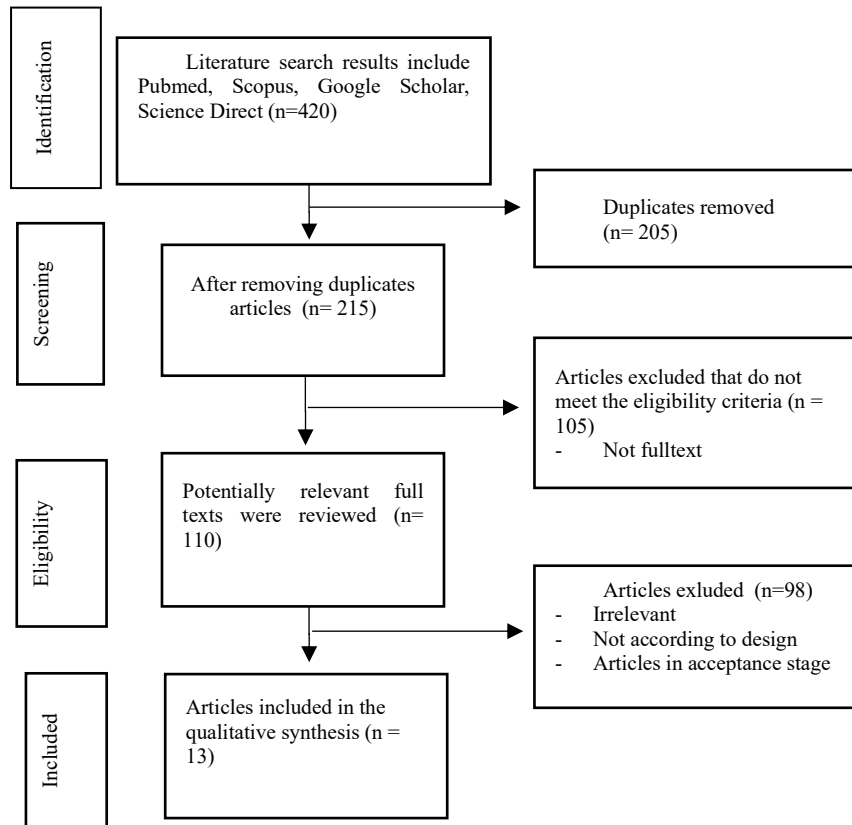 Identification
Literature search results include
Pubmed, Scopus, Google Scholar,
Science Direct (n=420)
Duplicates removed
(n= 205)
Screening
After removing duplicates
articles (n= 215)
Articles excluded that do not
meet the eligibility criteria (n =
105)
- Not fulltext
Eligibility
Potentially relevant full
texts were reviewed (n=
110)
Articles exluded (n=98)
- Irrelevant
- Not according to design
- Articles in acceptance stage
Included
Articles included in the
qualitative synthesis (n =
13)